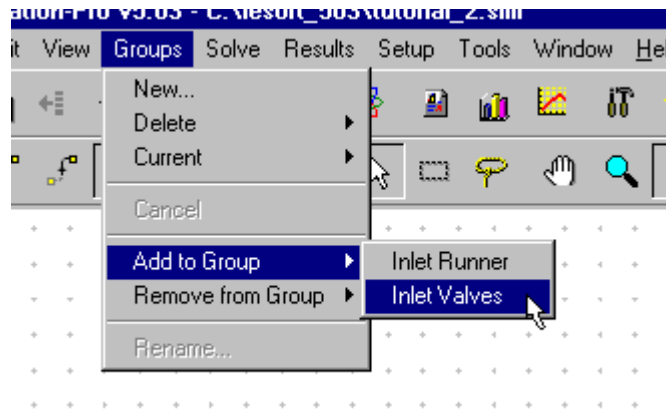 View Groups Solve Results Setup Tools Window
New...
Delete
Current
Cancel
Add to Group
Inlet Runner
Remove from Group
Inlet Valves
Rename...